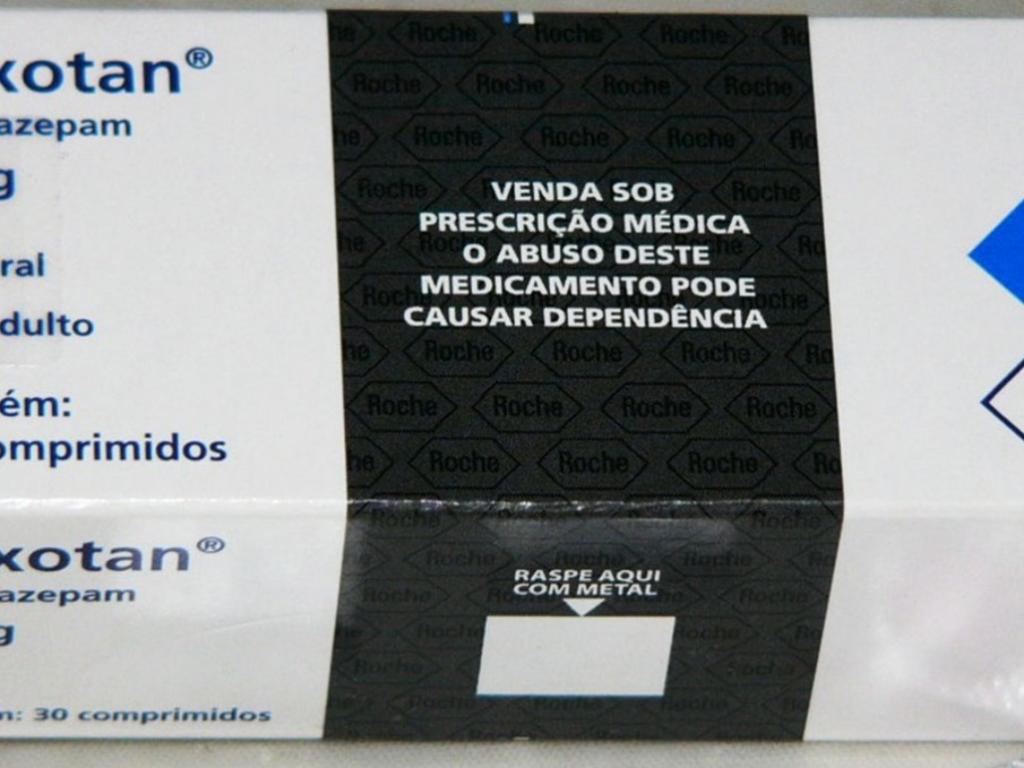 xotan®
azepam
g
ral
dulto
ém:
omprimidos
VENDA SOB
PRESCRIÇÃO MÉDICA
O ABUSO DESTE
MEDICAMENTO PODE
CAUSAR DEPENDÊNCIA
Roche
xotan®
azepam
g
m: 30 comprimidos
RASPE AQUI
COM METAL